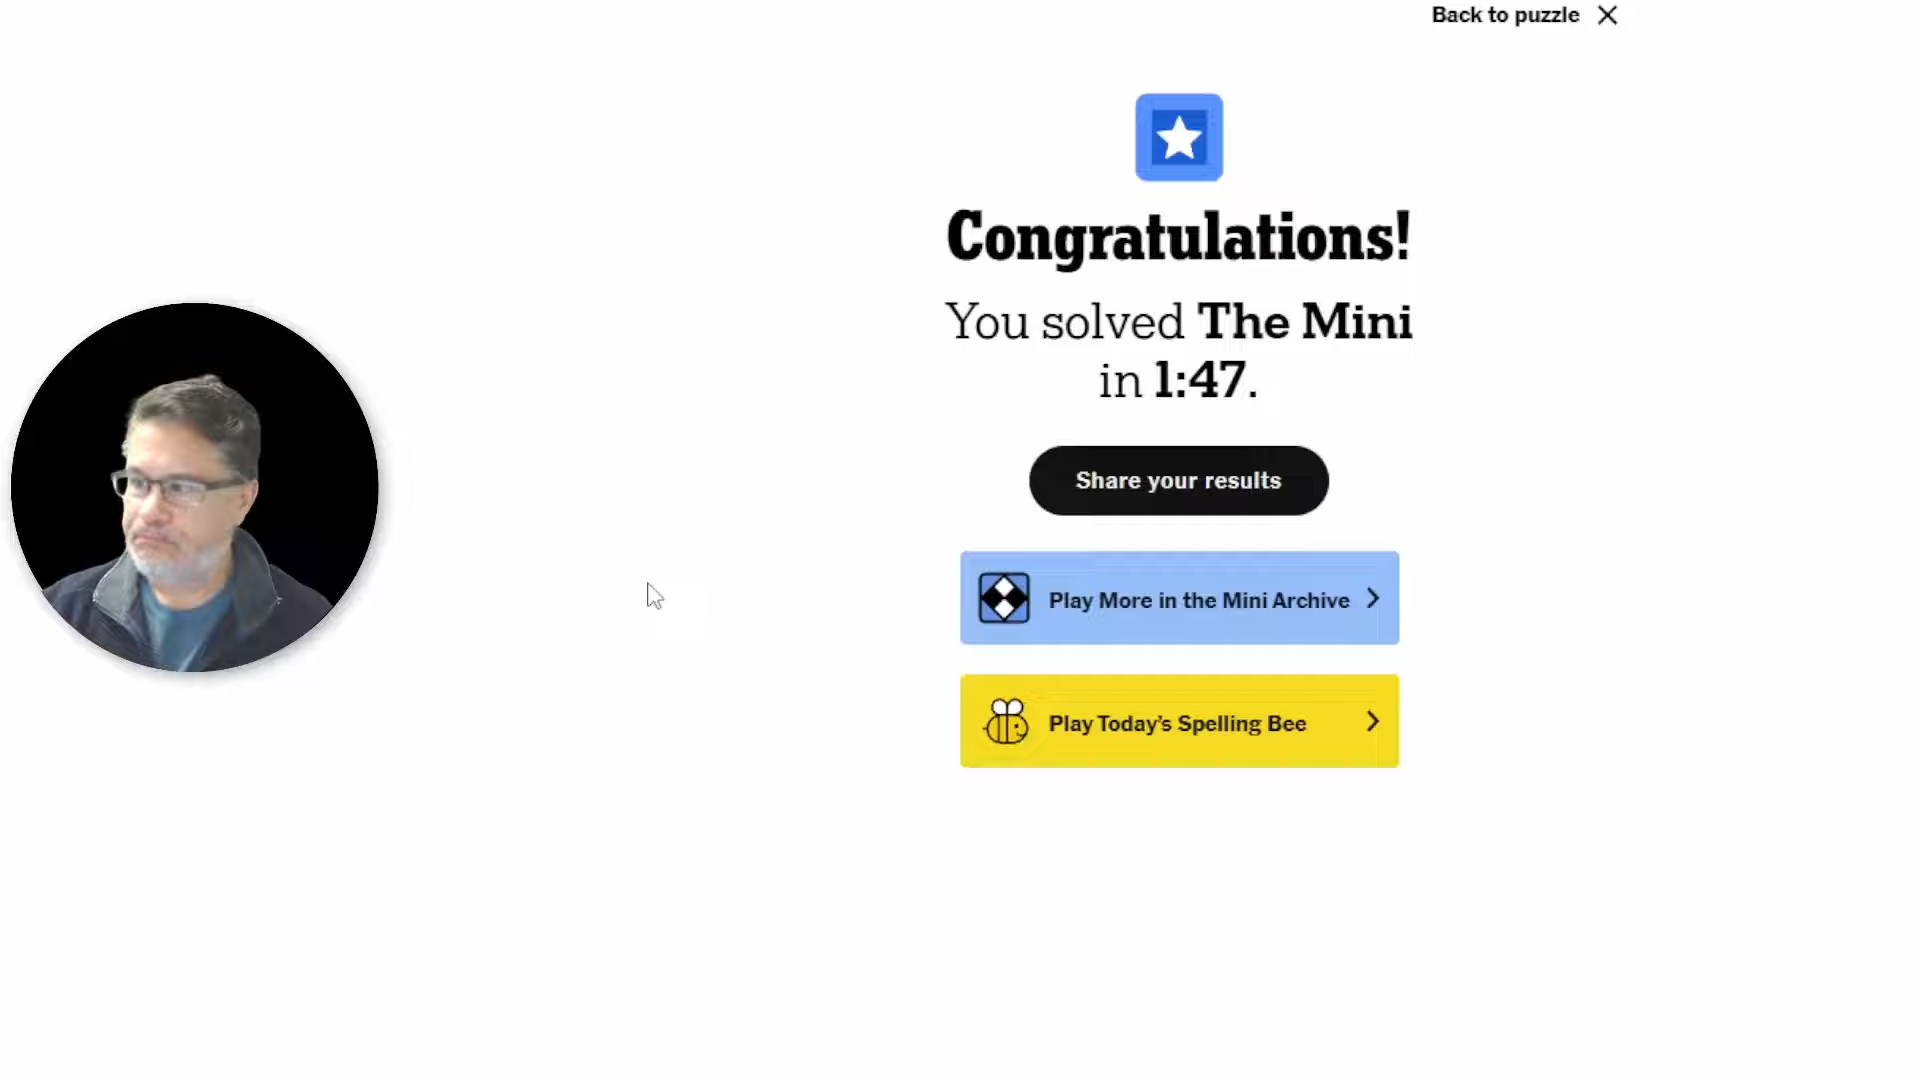 Back to puzzle
Congratulations!
You solved The Mini
in 1:47.
Share your results
Play More in the Mini Archive
Play Today's Spelling Bee